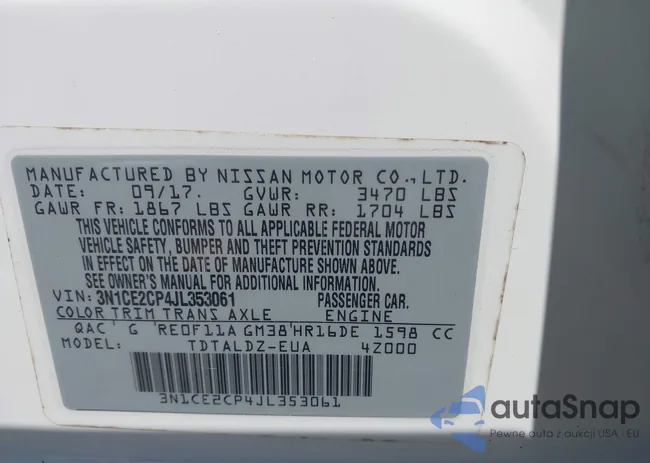 MANUFACTURED BY NISSAN MOTOR CO.,LTD.
DATE: 09/17. GVWR: 3470 LBS
GAWR FR: 1867 LBS GAWR RR: 1704 LBS
THIS VEHICLE CONFORMS TO ALL APPLICABLE FEDERAL MOTOR
VEHICLE SAFETY, BUMPER AND THEFT PREVENTION STANDARDS
IN EFFECT ON THE DATE OF MANUFACTURE SHOWN ABOVE.
SEE OWNER'S MANUAL FOR ADDITIONAL INFORMATION.
VIN: 3N1CE2CP4JL353061 PASSENGER CAR.
COLOR TRIM TRANS AXLE ENGINE
QAC' G 'RE0F11A GM38'HR16DE 1598 CC
MODEL: TDTALDZ-EUA 4Z000
3N1CE2CP4JL353061
autaSnap
Pewne auta z aukcji USA i EU